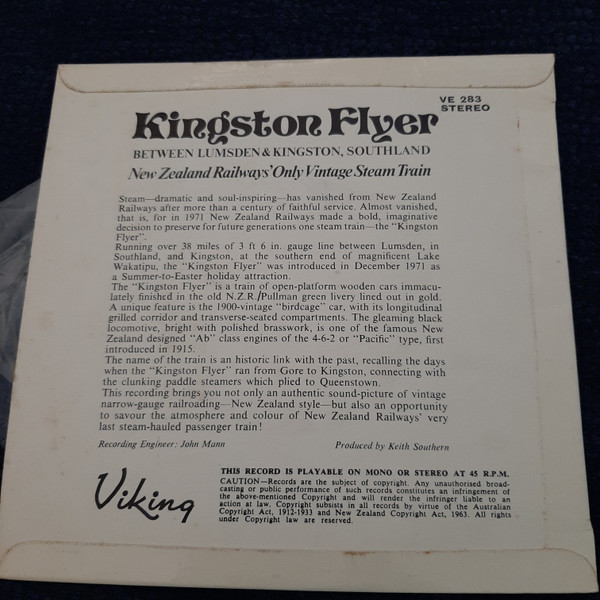 Kingston Flyer
VE 283
STEREO
BETWEEN LUMSDEN & KINGSTON, SOUTHLAND
New Zealand Railways' Only Vintage Steam Train
Steam—dramatic and soul-inspiring—has vanished from New Zealand
Railways after more than a century of faithful service. Almost vanished,
that is, for in 1971 New Zealand Railways made a bold, imaginative
decision to preserve for future generations one steam train—the "Kingston
Flyer".
Running over 38 miles of 3 ft 6 in. gauge line between Lumsden, in
Southland, and Kingston, at the southern end of magnificent Lake
Wakatipu, the "Kingston Flyer" was introduced in December 1971 as
a Summer-to-Easter holiday attraction.
The "Kingston Flyer" is a train of open-platform wooden cars immacu-
lately finished in the old N.Z.R./Pullman green livery lined out in gold.
A unique feature is the 1900-vintage "birdcage" car, with its longitudinal
grilled corridor and transverse-seated compartments. The gleaming black
locomotive, bright with polished brasswork, is one of the famous New
Zealand designed "Ab" class engines of the 4-6-2 or "Pacific" type, first
introduced in 1915.
The name of the train is an historic link with the past, recalling the days
when the "Kingston Flyer" ran from Gore to Kingston, connecting with
the clunking paddle steamers which plied to Queenstown.
This recording brings you not only an authentic sound-picture of vintage
narrow-gauge railroading—New Zealand style—but also an opportunity
to savour the atmosphere and colour of New Zealand Railways' very
last steam-hauled passenger train!
Recording Engineer: John Mann
Produced by Keith Southern
Viking
THIS RECORD IS PLAYABLE ON MONO OR STEREO AT 45 R.P.M.
CAUTION—Records are the subject of copyright. Any unauthorised broad-
casting or public performance of such records constitutes an infringement of
the above-mentioned Copyright and will render the infringer liable to an
action at law. Copyright subsists in all records by virtue of the Australian
Copyright Act, 1912-1933 and New Zealand Copyright Act, 1963. All rights
under Copyright law are reserved.